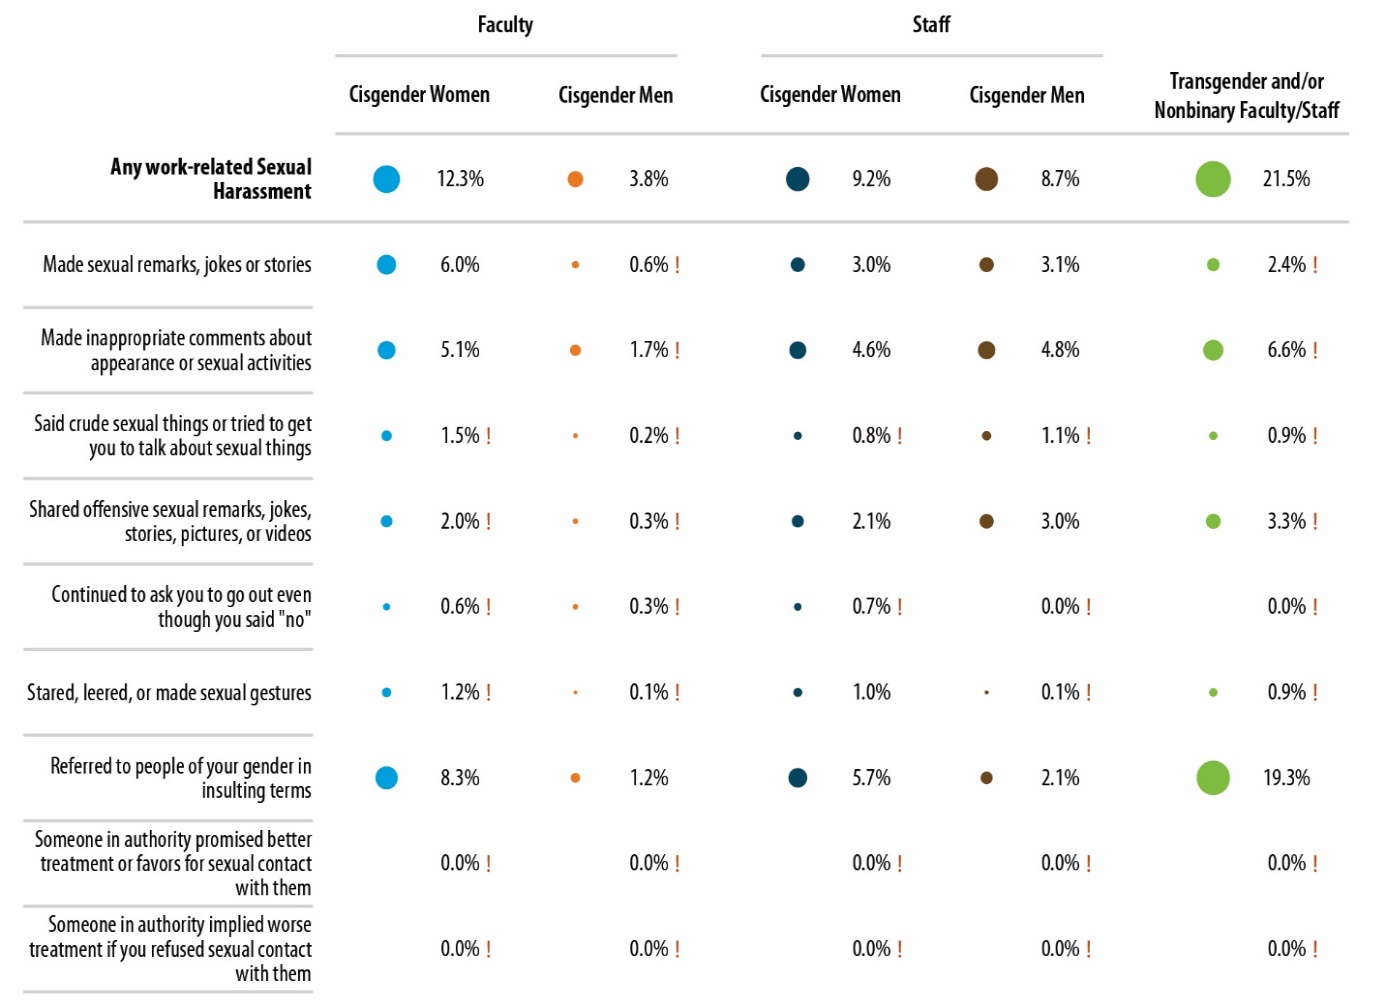 Faculty
Staff
Cisgender Women
Cisgender Men
Cisgender Women
Cisgender Men
Transgender and/or
Nonbinary Faculty/Staff
Any work-related Sexual
Harassment
12.3%
3.8%
9.2%
8.7%
21.5%
Made sexual remarks, jokes or stories
6.0%
0.6% !
3.0%
3.1%
2.4% !
Made inappropriate comments about
appearance or sexual activities
5.1%
1.7% !
4.6%
4.8%
6.6% !
Said crude sexual things or tried to get
you to talk about sexual things
1.5% !
0.2% !
0.8% !
1.1% !
0.9% !
Shared offensive sexual remarks, jokes,
stories, pictures, or videos
2.0% !
0.3% !
2.1%
3.0%
3.3% !
Continued to ask you to go out even
though you said "no"
0.6% !
0.3% !
0.7% !
0.0% !
0.0% !
Stared, leered, or made sexual gestures
1.2% !
0.1% !
1.0%
0.1% !
0.9% !
Referred to people of your gender in
insulting terms
8.3%
1.2%
5.7%
2.1%
19.3%
Someone in authority promised better
treatment or favors for sexual contact
with them
0.0% !
0.0% !
0.0% !
0.0% !
0.0% !
Someone in authority implied worse
treatment if you refused sexual contact
with them
0.0% !
0.0% !
0.0% !
0.0% !
0.0% !